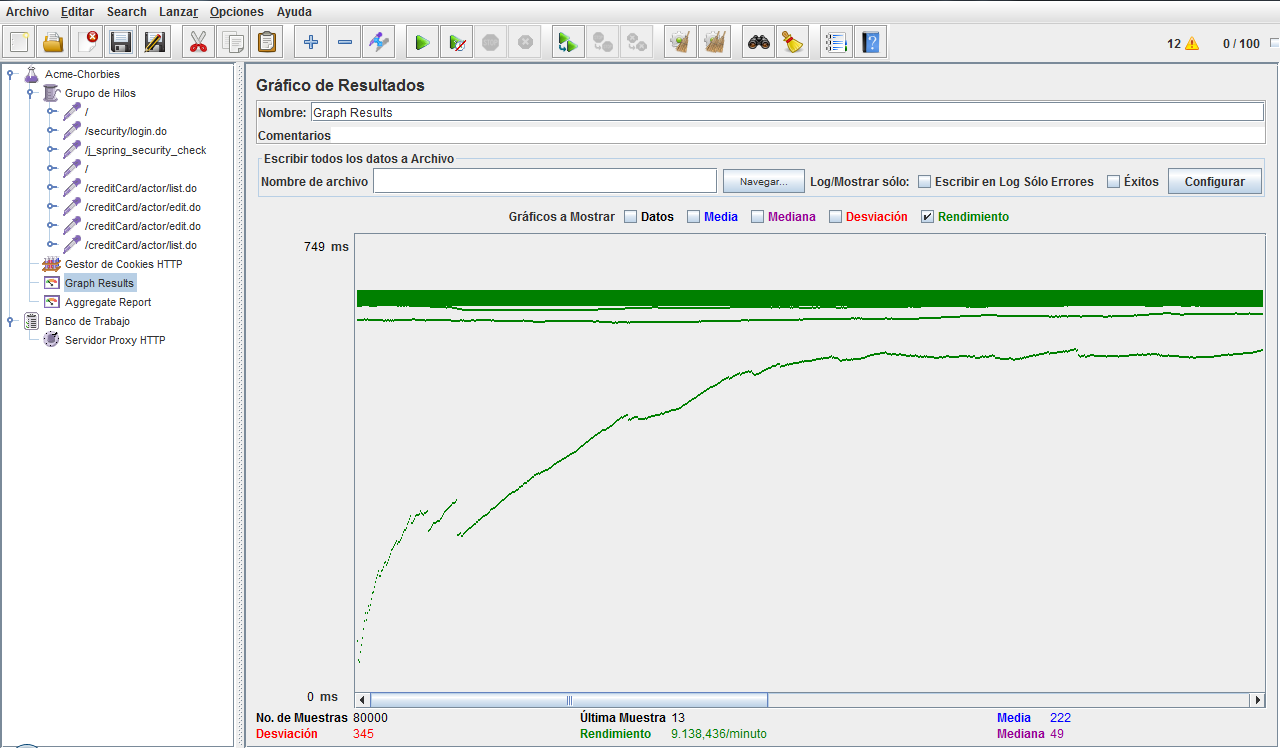 Archivo Editar Search Lanzar Opciones Ayuda
12 0 / 100
Acme-Chorbies
Grupo de Hilos
/
/security/login.do
/j_spring_security_check
/
/creditCard/actor/list.do
/creditCard/actor/edit.do
/creditCard/actor/edit.do
/creditCard/actor/list.do
Gestor de Cookies HTTP
Graph Results
Aggregate Report
Banco de Trabajo
Servidor Proxy HTTP
Gráfico de Resultados
Nombre: Graph Results
Comentarios
Escribir todos los datos a Archivo
Nombre de archivo Navegar... Log/Mostrar sólo: Escribir en Log Sólo Errores Éxitos Configurar
Gráficos a Mostrar Datos Media Mediana Desviación Rendimiento
749 ms
0 ms
No. de Muestras 80000 Última Muestra 13 Media 222
Desviación 345 Rendimiento 9.138,436/minuto Mediana 49